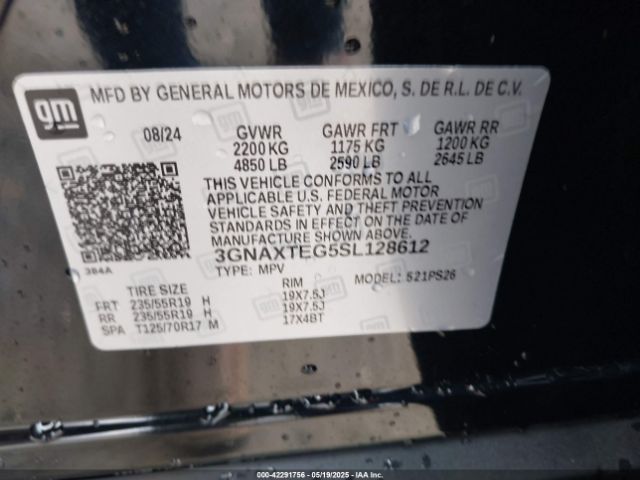 gm
MFD BY GENERAL MOTORS DE MEXICO, S. DE R.L. DE C.V.
08/24 GVWR GAWR FRT GAWR RR
2200 KG 1175 KG 1200 KG
4850 LB 2590 LB 2645 LB
THIS VEHICLE CONFORMS TO ALL
APPLICABLE U.S. FEDERAL MOTOR
VEHICLE SAFETY AND THEFT PREVENTION
STANDARDS IN EFFECT ON THE DATE OF
MANUFACTURE SHOWN ABOVE.
3GNAXTEG5SL128612
384A TYPE: MPV MODEL: 521PS26
TIRE SIZE RIM
FRT 235/55R19 H 19X7.5J
RR 235/55R19 H 19X7.5J
SPA T125/70R17 M 17X4BT
000-42291756 - 05/19/2025 - IAAI.COM